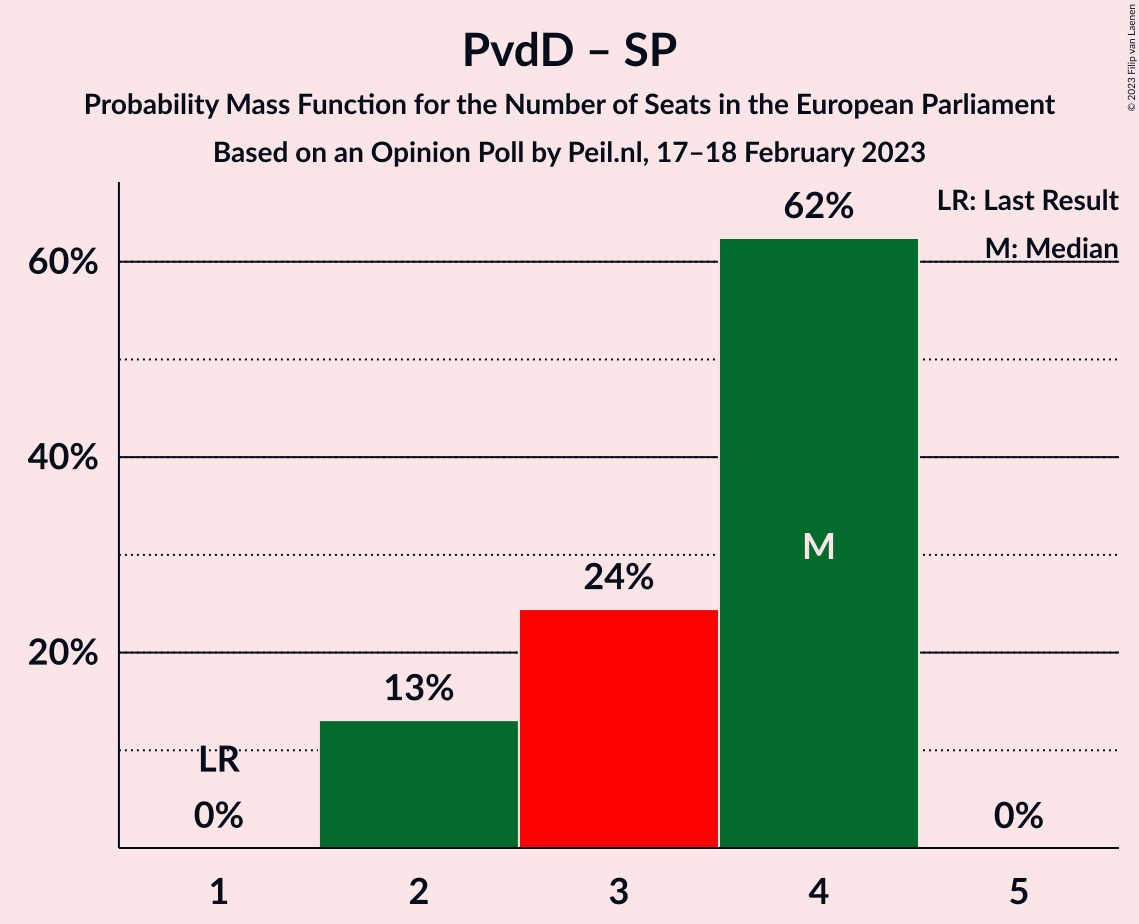 PvdD – SP
Probability Mass Function for the Number of Seats in the European Parliament
Based on an Opinion Poll by Peil.nl, 17–18 February 2023
© 2023 Filip van Laenen
LR: Last Result
M: Median
62%
60%
40%
M
24%
20%
13%
LR
0%
0%
1
2
3
4
5